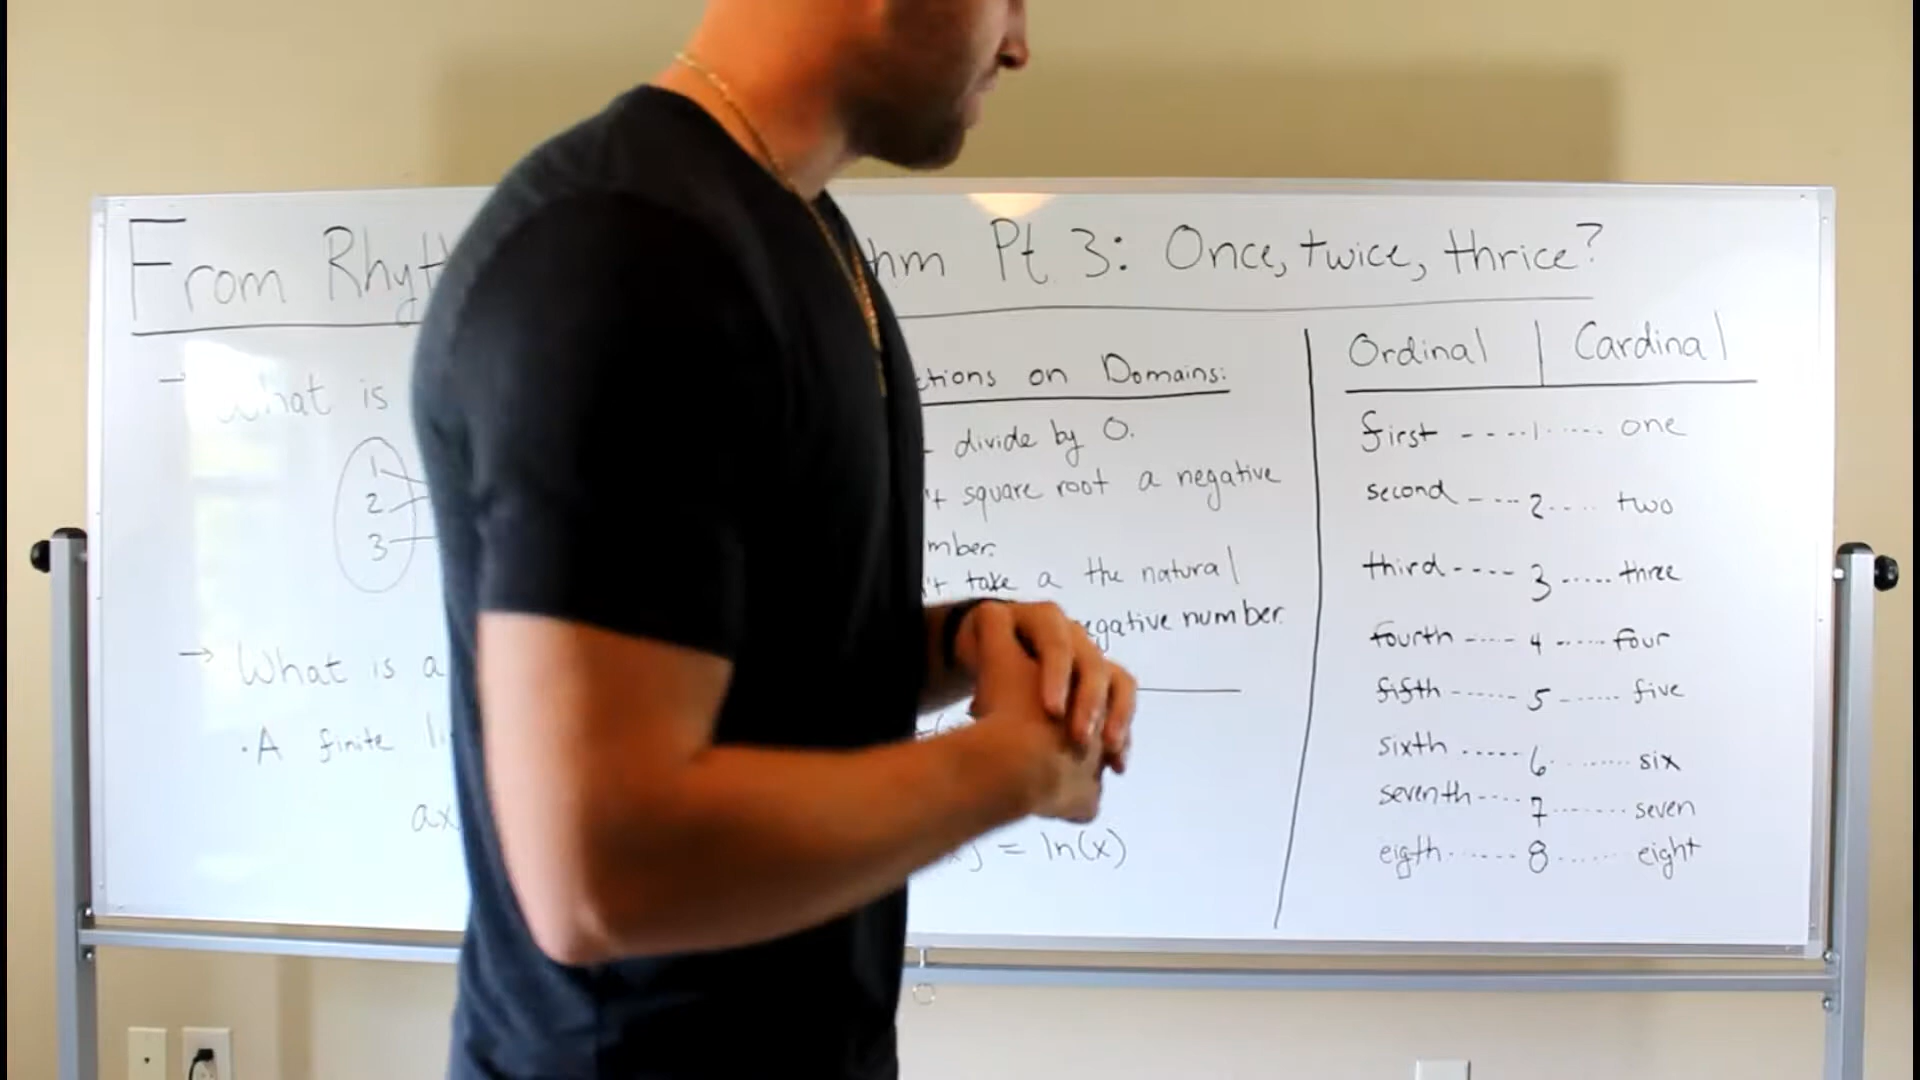 From Rhyt hm Pt 3: Once, twice, thrice?
→ What is
1
2
3
→ What is a
·A finite li
ax
ctions on Domains:
divide by 0.
't square root a negative
mber.
't take a the natural
egative number.
= ln(x)
Ordinal | Cardinal
first ----1----- one
second ----2.... two
third ---- 3 ..... three
fourth ----- 4 ..... four
fifth ------ 5 ...... five
sixth ..... 6 ....... six
seventh ---- 7 ....... seven
eigth ...... 8 ..... eight